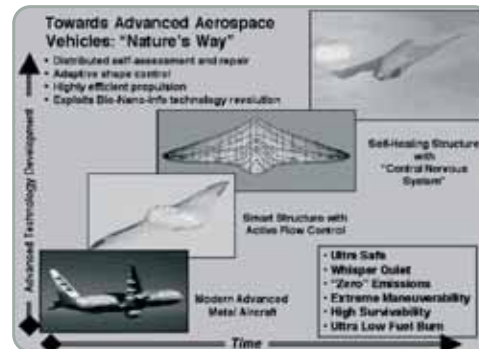 Towards Advanced Aerospace
Vehicles: "Nature's Way"
• Distributed self-assessment and repair
• Adaptive shape control
• Highly efficient propulsion
• Exploits Bio-Nano-Info technology revolution
Self-Healing Structure
with
"Central Nervous
System"
Smart Structure with
Active Flow Control
Modern Advanced
Metal Aircraft
• Ultra Safe
• Whisper Quiet
• "Zero" Emissions
• Extreme Maneuverability
• High Survivability
• Ultra Low Fuel Burn
Advanced Technology Development
Time